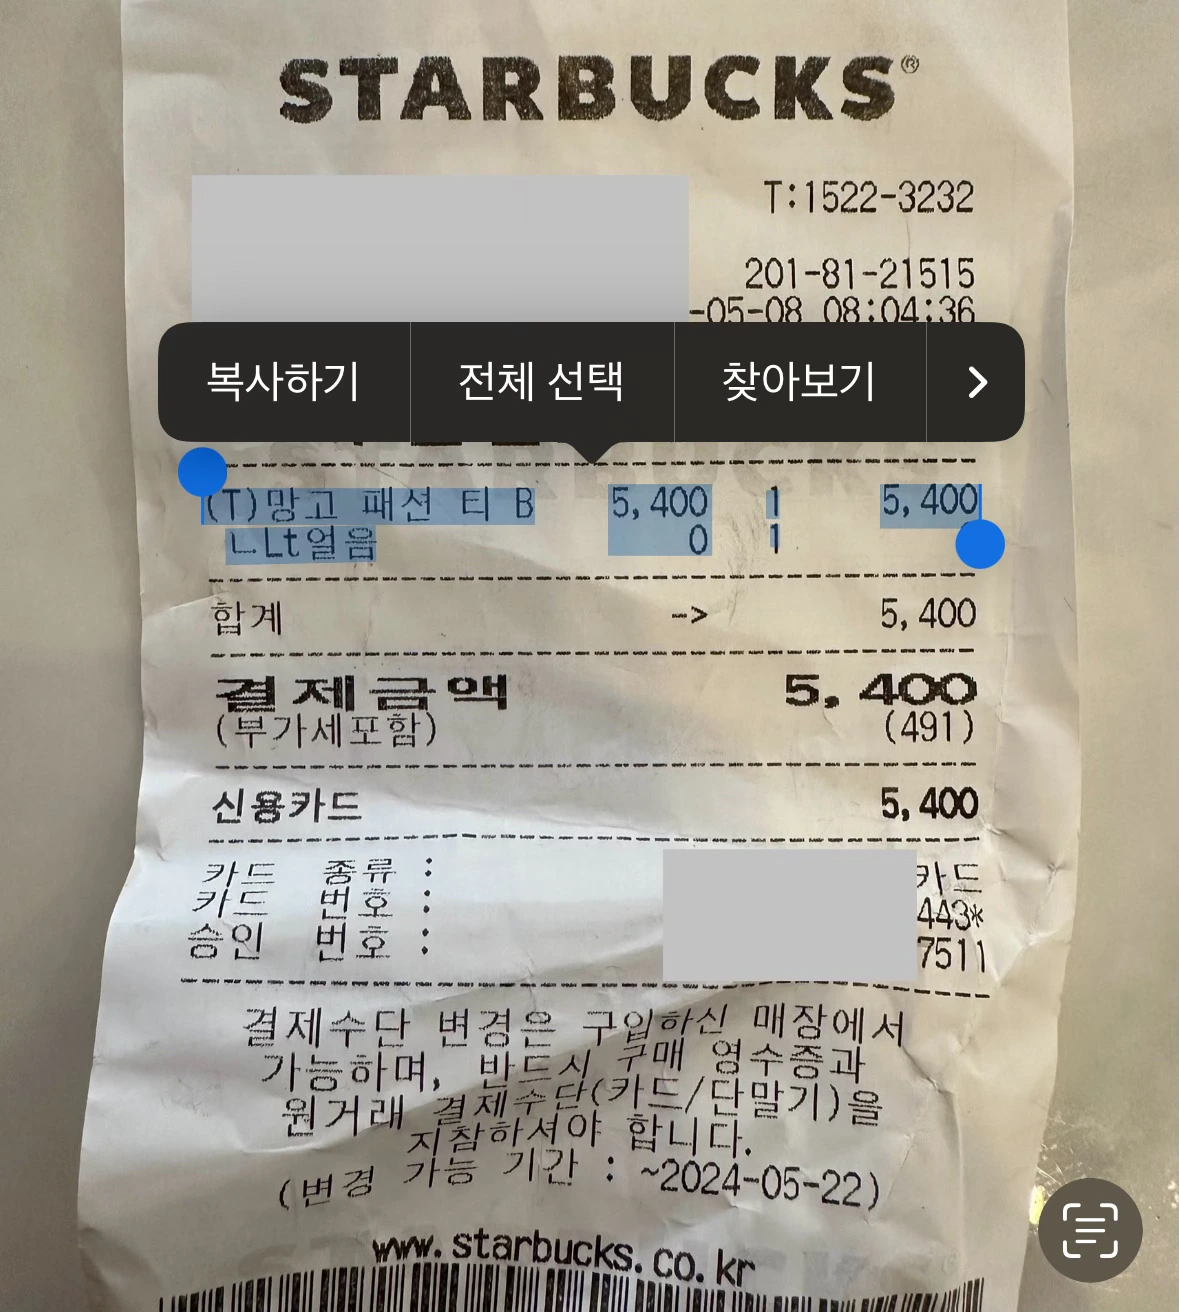 STARBUCKS®
T:1522-3232
201-81-21515
-05-08 08:04:36
복사하기 전체 선택 찾아보기
(T)망고 패션 티 B 5,400 1 5,400
ㄴLt얼음 0 1
합계 -> 5,400
결제금액 5,400
(부가세포함) (491)
신용카드 5,400
카드 종류 : 카드
카드 번호 : 443*
승인 번호 : 7511
결제수단 변경은 구입하신 매장에서
가능하며, 반드시 구매 영수증과
원거래 결제수단(카드/단말기)을
지참하셔야 합니다.
(변경 가능 기간 : ~2024-05-22)
www.starbucks.co.kr